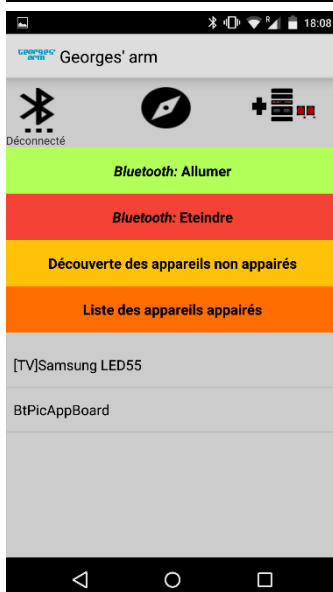 R 18:08
Georges' arm Georges' arm
Déconnecté
Bluetooth: Allumer
Bluetooth: Eteindre
Découverte des appareils non appairés
Liste des appareils appairés
[TV]Samsung LED55
BtPicAppBoard